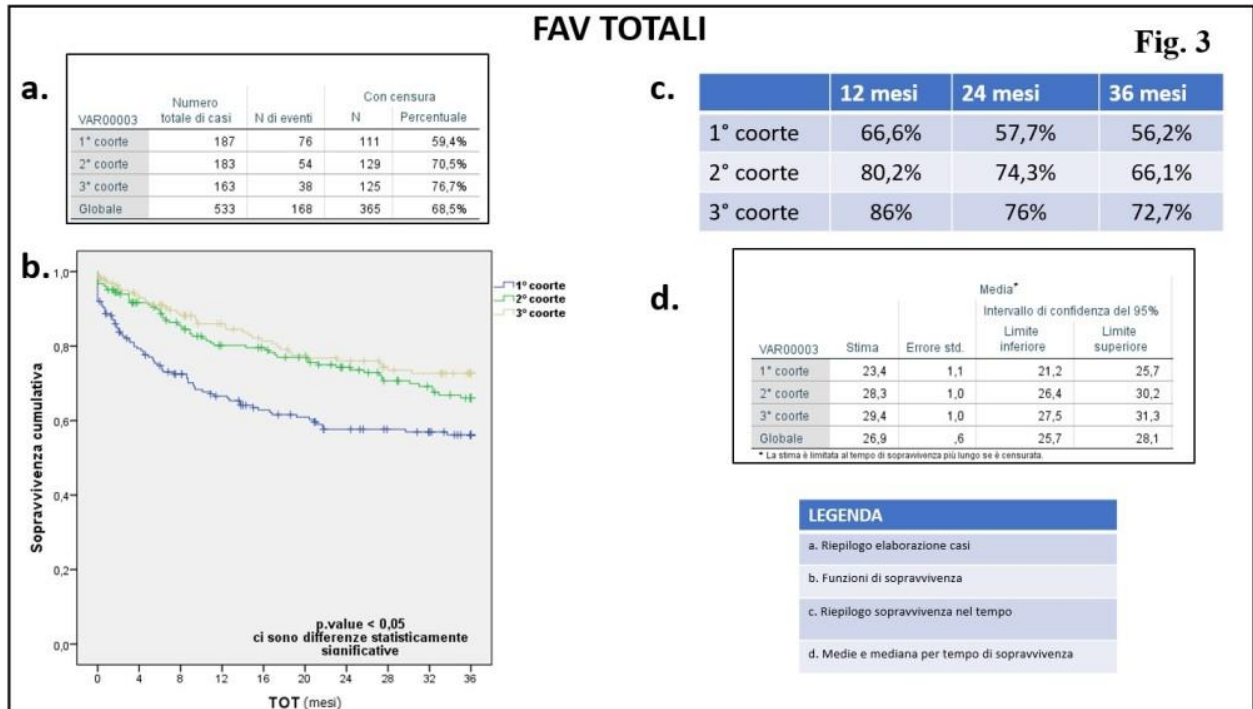 FAV TOTALI
Fig. 3
a.
VAR00003 Numero totale di casi N di eventi Con censura N Percentuale
1° coorte 187 76 111 59,4%
2° coorte 183 54 129 70,5%
3° coorte 163 38 125 76,7%
Globale 533 168 365 68,5%
c.
12 mesi 24 mesi 36 mesi
1° coorte 66,6% 57,7% 56,2%
2° coorte 80,2% 74,3% 66,1%
3° coorte 86% 76% 72,7%
b.
Sopravvivenza cumulativa
1,0
0,8
0,6
0,4
0,2
0,0
1° coorte
2° coorte
3° coorte
p.value < 0,05
ci sono differenze statisticamente
significative
0 4 8 12 16 20 24 28 32 36
TOT (mesi)
d.
Media*
Intervallo di confidenza del 95%
VAR00003 Stima Errore std. Limite inferiore Limite superiore
1° coorte 23,4 1,1 21,2 25,7
2° coorte 28,3 1,0 26,4 30,2
3° coorte 29,4 1,0 27,5 31,3
Globale 26,9 ,6 25,7 28,1
* La stima è limitata al tempo di sopravvivenza più lungo se è censurata.
LEGENDA
a. Riepilogo elaborazione casi
b. Funzioni di sopravvivenza
c. Riepilogo sopravvivenza nel tempo
d. Medie e mediana per tempo di sopravvivenza